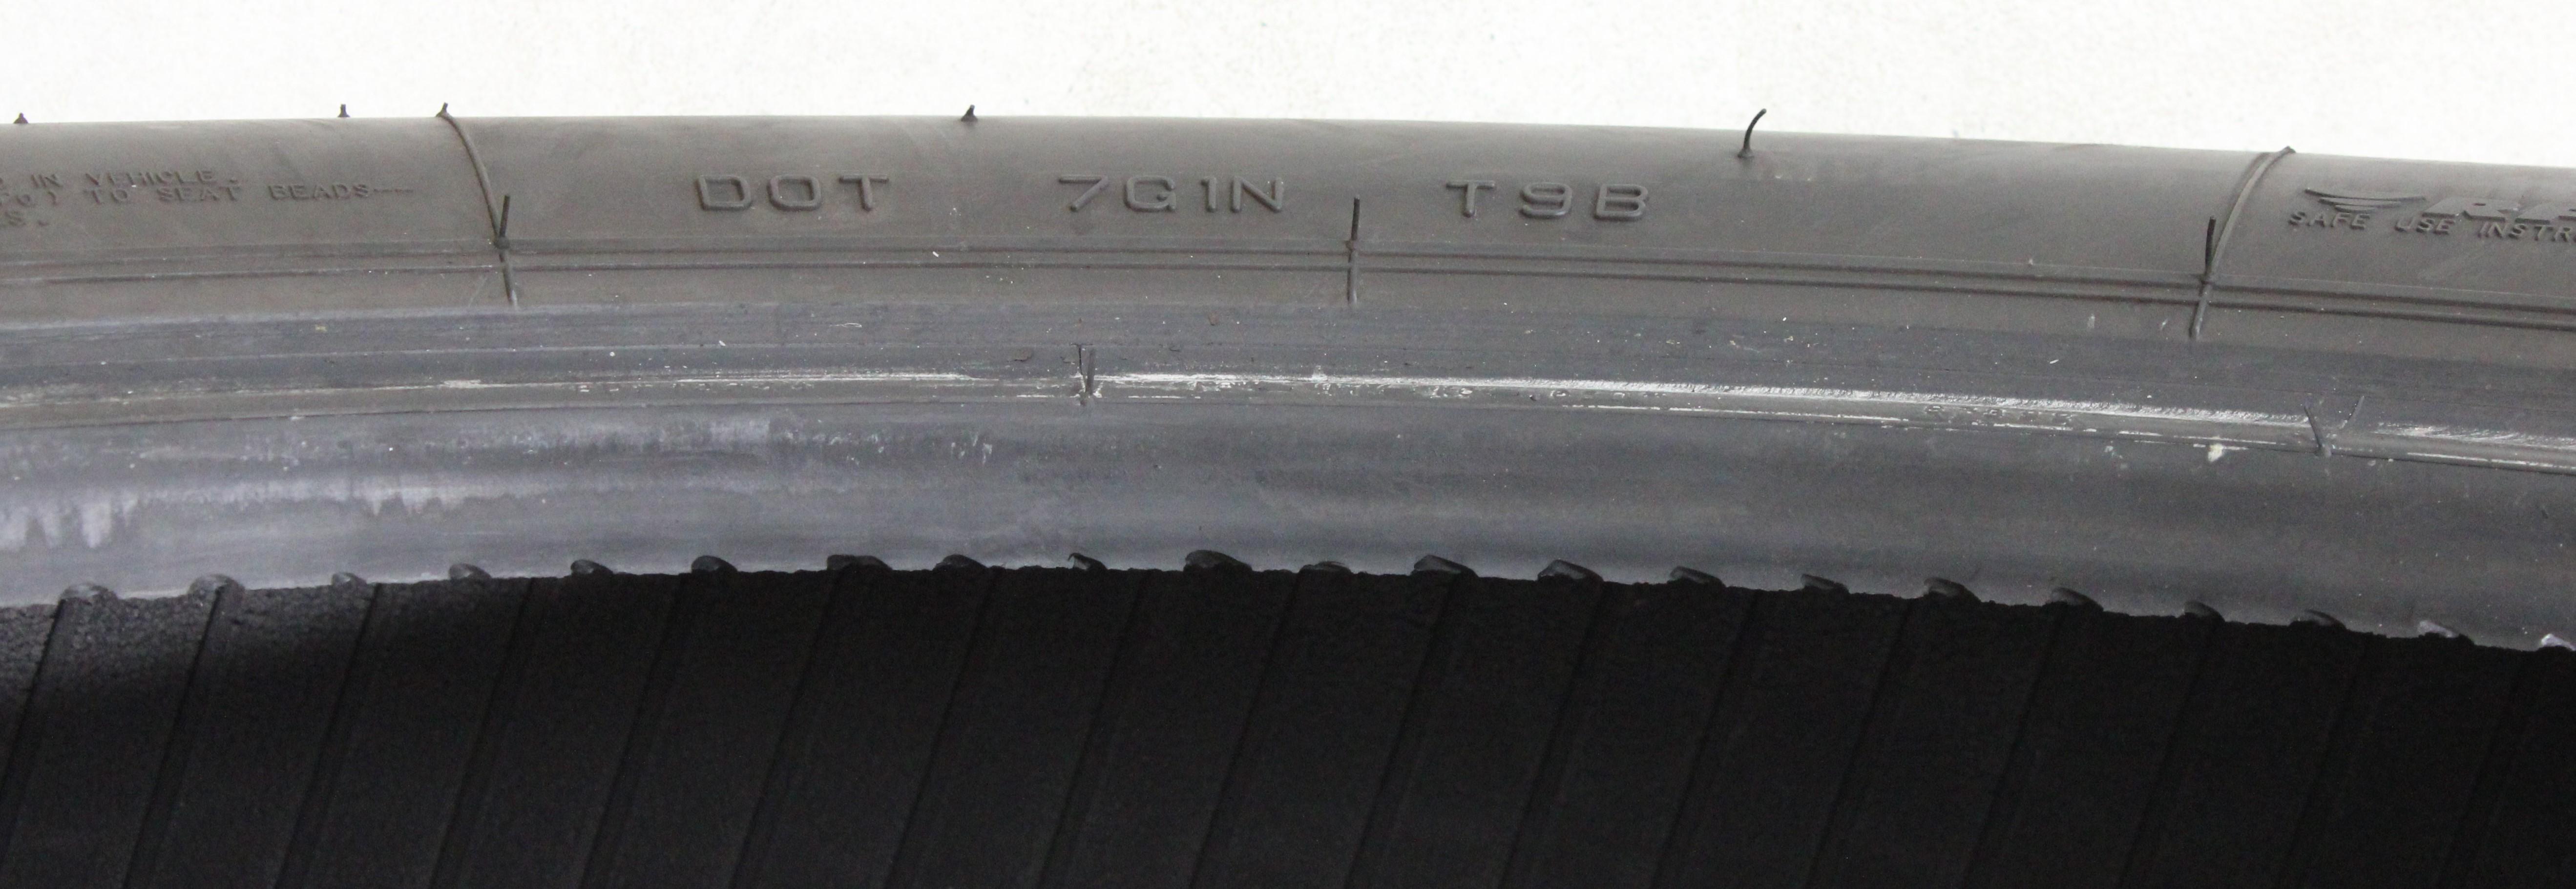 IN VEHICLE.
TO SEAT BEADS
DOT 7G1N T9B
SAFE USE